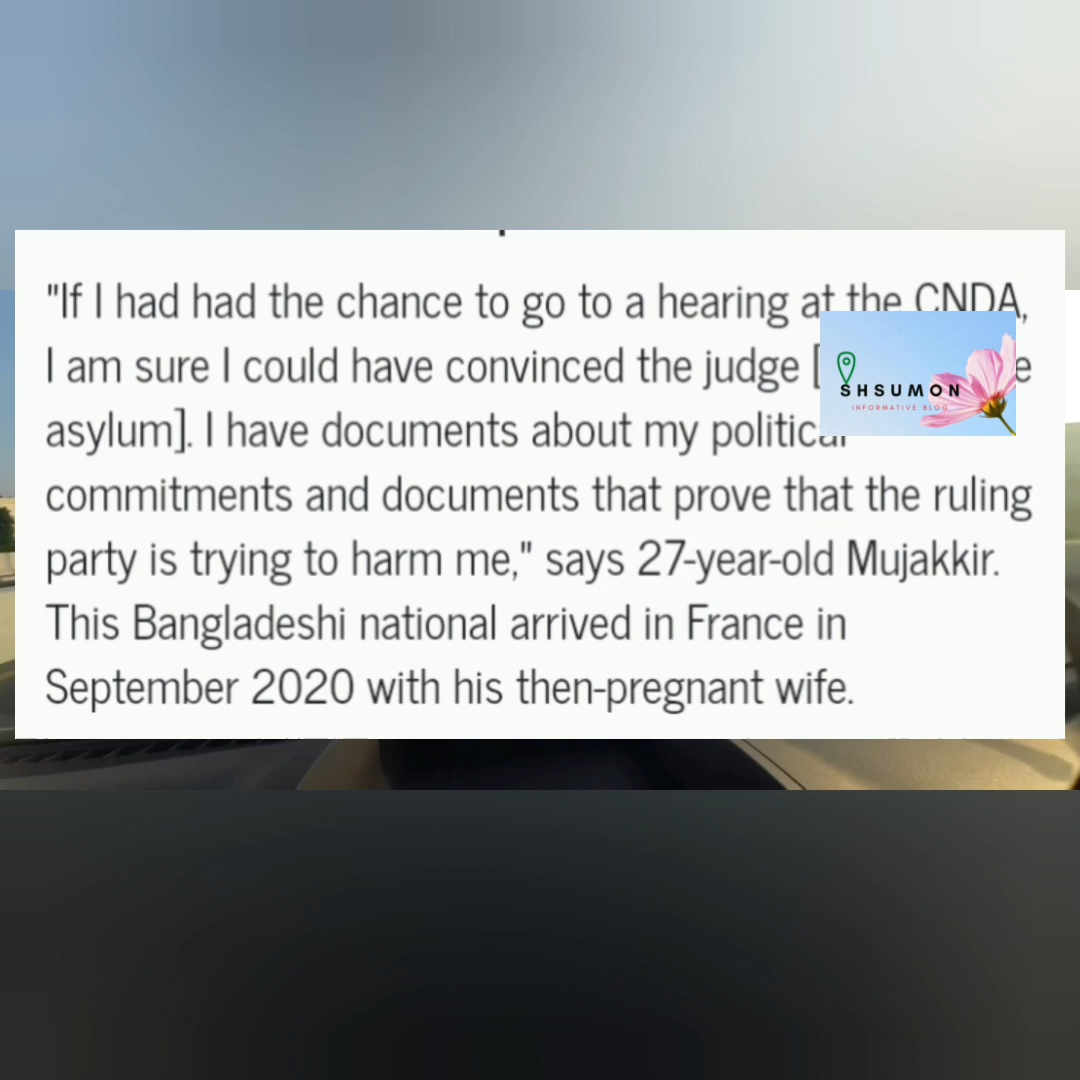 "If I had had the chance to go to a hearing at the CNDA,
I am sure I could have convinced the judge [
asylum]. I have documents about my political
commitments and documents that prove that the ruling
party is trying to harm me," says 27-year-old Mujakkir.
This Bangladeshi national arrived in France in
September 2020 with his then-pregnant wife.
SHSUMON
INFORMATIVE BLOG